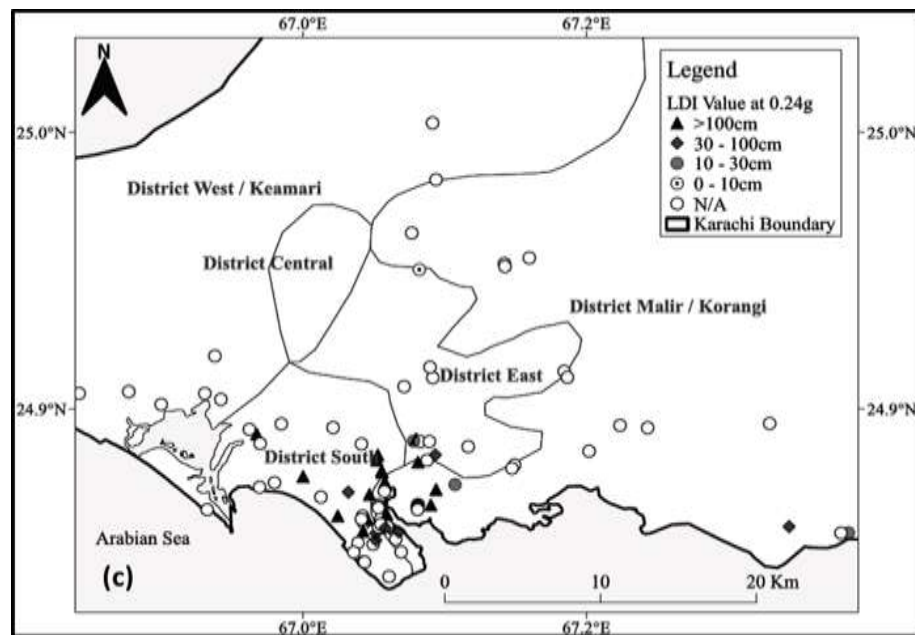 67.0°E 67.2°E
N
Legend
LDI Value at 0.24g
>100cm
30 - 100cm
10 - 30cm
0 - 10cm
N/A
Karachi Boundary
25.0°N 25.0°N
District West / Keamari
District Central
District Malir / Korangi
District East
24.9°N 24.9°N
District South
Arabian Sea
(c)
0 10 20 Km
67.0°E 67.2°E